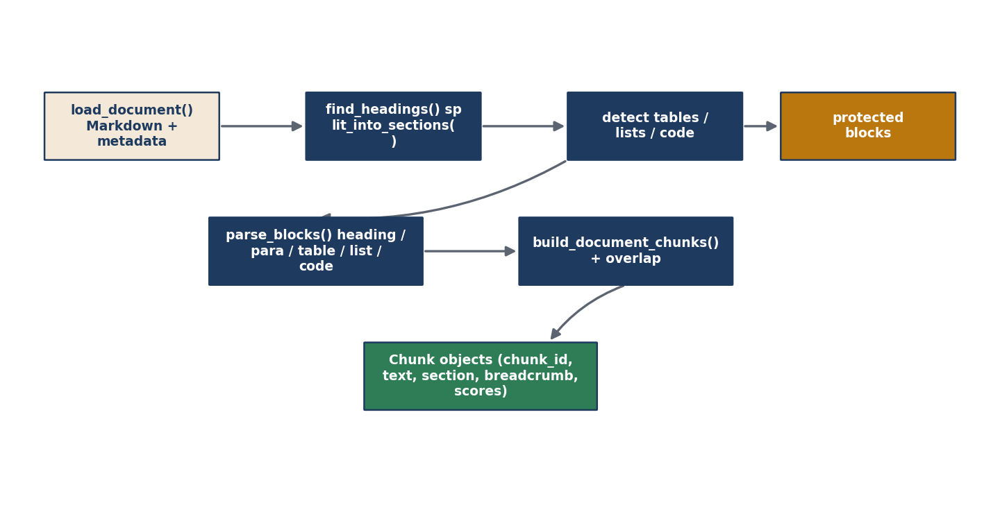 load_document()
Markdown +
metadata
find_headings() sp
lit_into_sections(
)
detect tables /
lists / code
protected
blocks
parse_blocks() heading /
para / table / list /
code
build_document_chunks()
+ overlap
Chunk objects (chunk_id,
text, section, breadcrumb,
scores)